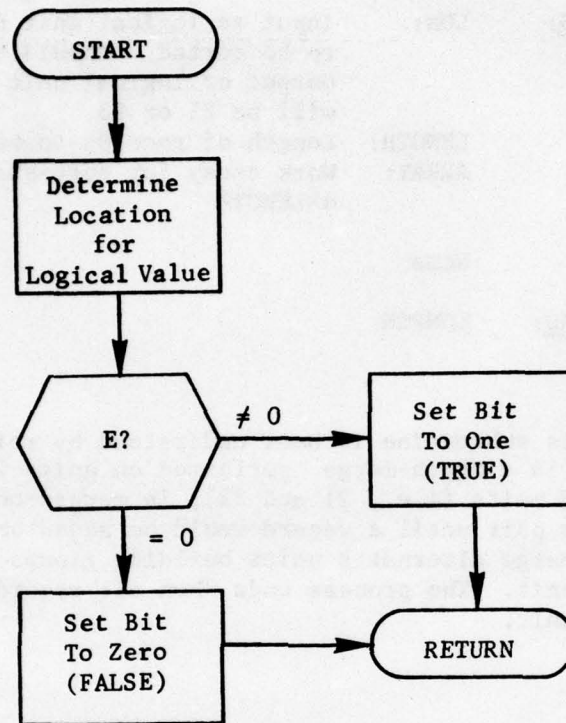 START
Determine
Location
for
Logical Value
E?
≠ 0
Set Bit
To One
(TRUE)
= 0
Set Bit
To Zero
(FALSE)
RETURN